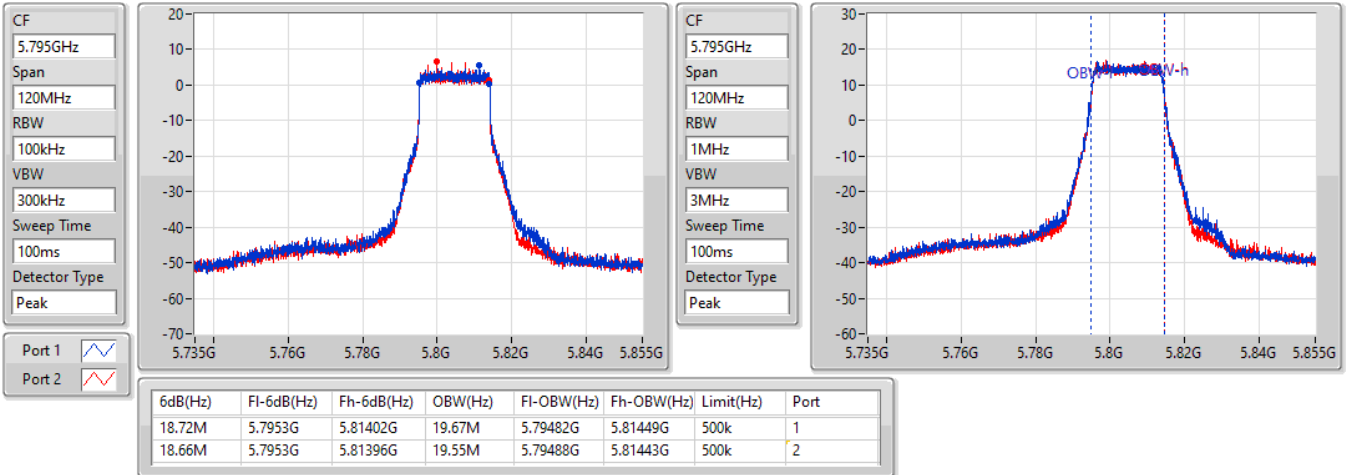 CF
5.795GHz
Span
120MHz
RBW
100kHz
VBW
300kHz
Sweep Time
100ms
Detector Type
Peak
Port 1
Port 2
20
10
0
-10
-20
-30
-40
-50
-60
-70
5.735G 5.76G 5.78G 5.8G 5.82G 5.84G 5.855G
CF
5.795GHz
Span
120MHz
RBW
1MHz
VBW
3MHz
Sweep Time
100ms
Detector Type
Peak
30
20
10
0
-10
-20
-30
-40
-50
-60
5.735G 5.76G 5.78G 5.8G 5.82G 5.84G 5.855G
6dB(Hz) Fl-6dB(Hz) Fh-6dB(Hz) OBW(Hz) Fl-OBW(Hz) Fh-OBW(Hz) Limit(Hz) Port
18.72M 5.7953G 5.81402G 19.67M 5.79482G 5.81449G 500k 1
18.66M 5.7953G 5.81396G 19.55M 5.79488G 5.81443G 500k 2